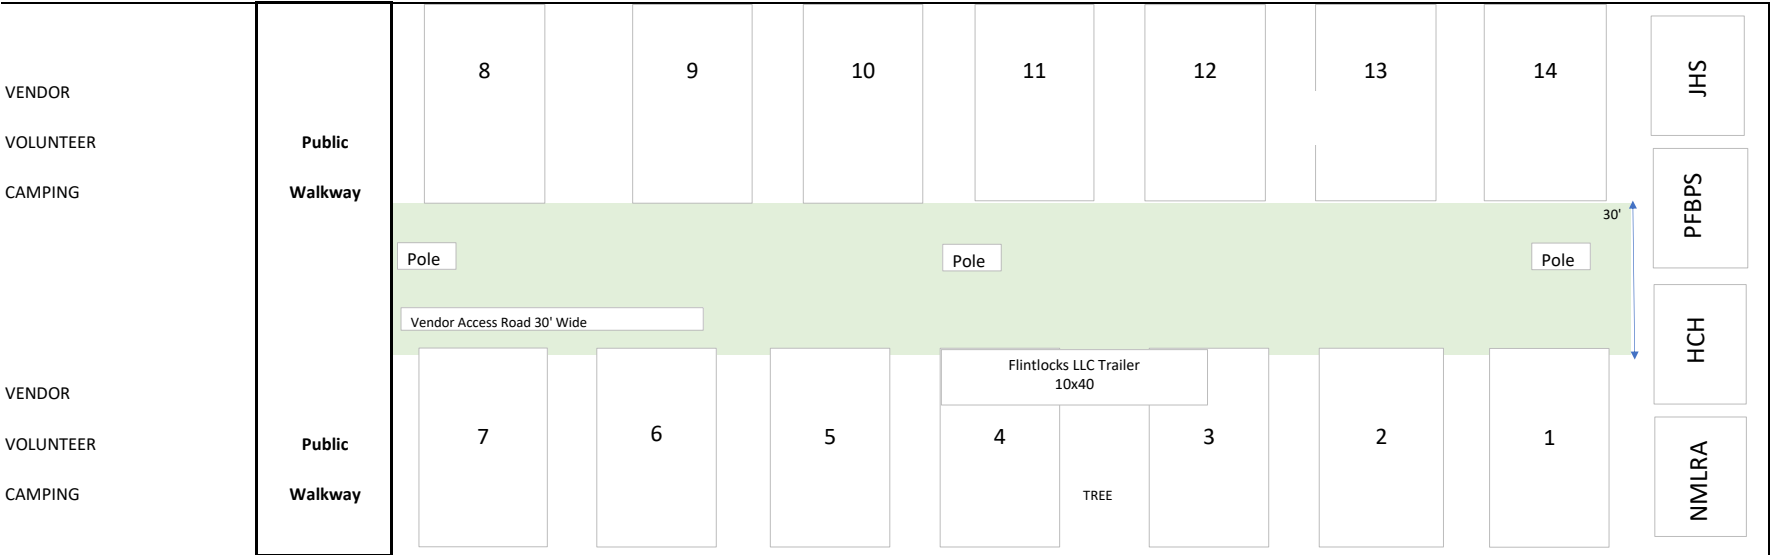 8 9 10 11 12 13 14
JHS
VENDOR
VOLUNTEER
Public
CAMPING
Walkway
PFBPS
30'
Pole Pole Pole
Vendor Access Road 30' Wide
HCH
Flintlocks LLC Trailer
10x40
VENDOR
7 6 5 4 3 2 1
VOLUNTEER
Public
CAMPING
Walkway
TREE
NMLRA